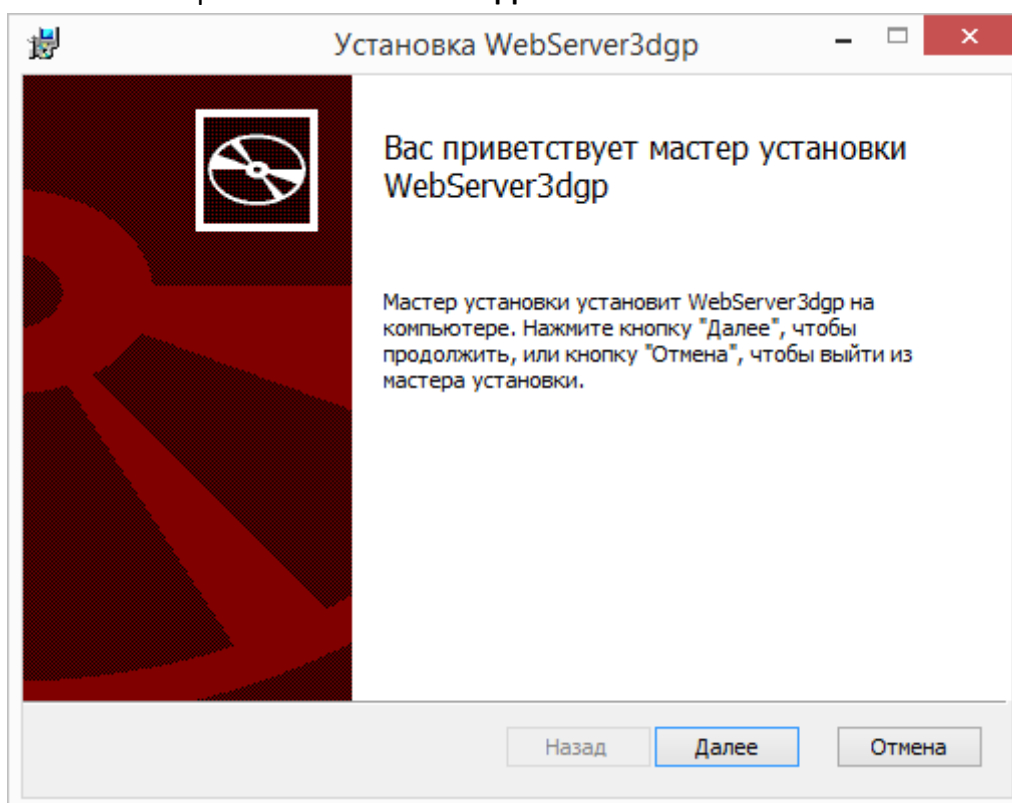 Установка WebServer3dgp
Вас приветствует мастер установки
WebServer3dgp
Мастер установки установит WebServer3dgp на
компьютере. Нажмите кнопку "Далее", чтобы
продолжить, или кнопку "Отмена", чтобы выйти из
мастера установки.
Назад Далее Отмена